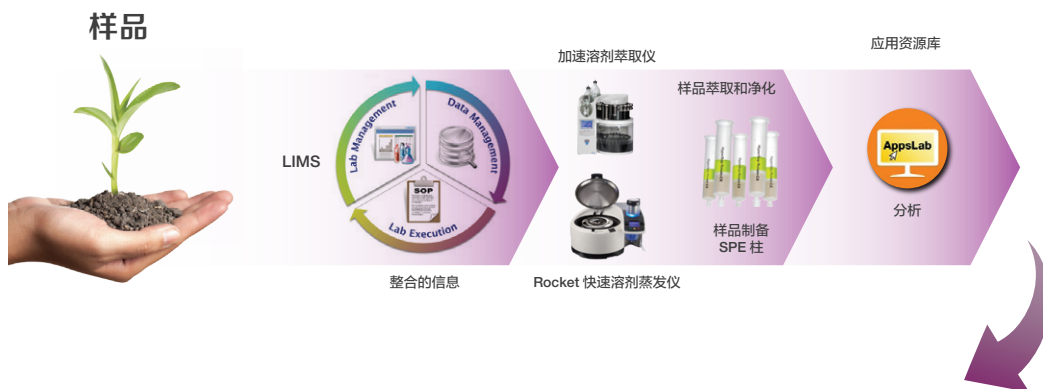 样品
LIMS
Lab Management
Data Management
SOP
Lab Execution
整合的信息
加速溶剂萃取仪
Rocket 快速溶剂蒸发仪
样品萃取和净化
样品制备
SPE 柱
应用资源库
AppsLab
分析